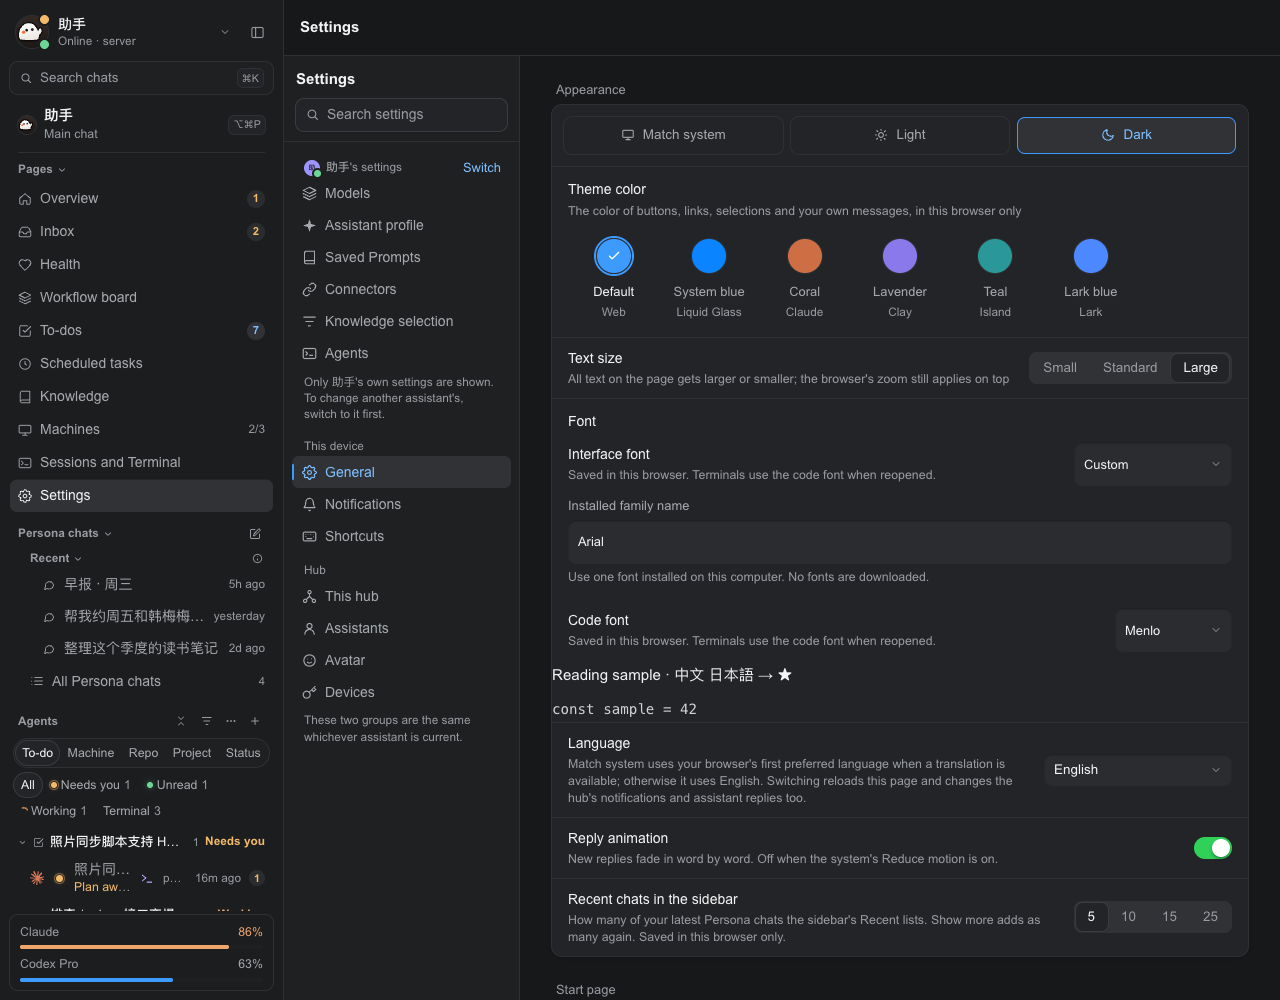 助手
Online · server
Search chats
⌘K
助手
Main chat
⌥⌘P
Pages
Overview
1
Inbox
2
Health
Workflow board
To-dos
7
Scheduled tasks
Knowledge
Machines
2/3
Sessions and Terminal
Settings
Persona chats
Recent
早报 · 周三
5h ago
帮我约周五和韩梅梅…
yesterday
整理这个季度的读书笔记
2d ago
All Persona chats
4
Agents
To-do
Machine
Repo
Project
Status
All
Needs you 1
Unread 1
Working 1
Terminal 3
照片同步脚本支持 H…
1
Needs you
照片同…
Plan aw…
p…
16m ago
1
Claude
86%
Codex Pro
63%
Settings
Settings
Search settings
助手's settings
Switch
Models
Assistant profile
Saved Prompts
Connectors
Knowledge selection
Agents
Only 助手's own settings are shown.
To change another assistant's,
switch to it first.
This device
General
Notifications
Shortcuts
Hub
This hub
Assistants
Avatar
Devices
These two groups are the same
whichever assistant is current.
Appearance
Match system
Light
Dark
Theme color
The color of buttons, links, selections and your own messages, in this browser only
Default
Web
System blue
Liquid Glass
Coral
Claude
Lavender
Clay
Teal
Island
Lark blue
Lark
Text size
All text on the page gets larger or smaller; the browser's zoom still applies on top
Small
Standard
Large
Font
Interface font
Saved in this browser. Terminals use the code font when reopened.
Custom
Installed family name
Arial
Use one font installed on this computer. No fonts are downloaded.
Code font
Saved in this browser. Terminals use the code font when reopened.
Menlo
Reading sample · 中文 日本語 → ★
const sample = 42
Language
Match system uses your browser's first preferred language when a translation is
available; otherwise it uses English. Switching reloads this page and changes the
hub's notifications and assistant replies too.
English
Reply animation
New replies fade in word by word. Off when the system's Reduce motion is on.
Recent chats in the sidebar
How many of your latest Persona chats the sidebar's Recent lists. Show more adds as
many again. Saved in this browser only.
5
10
15
25
Start page